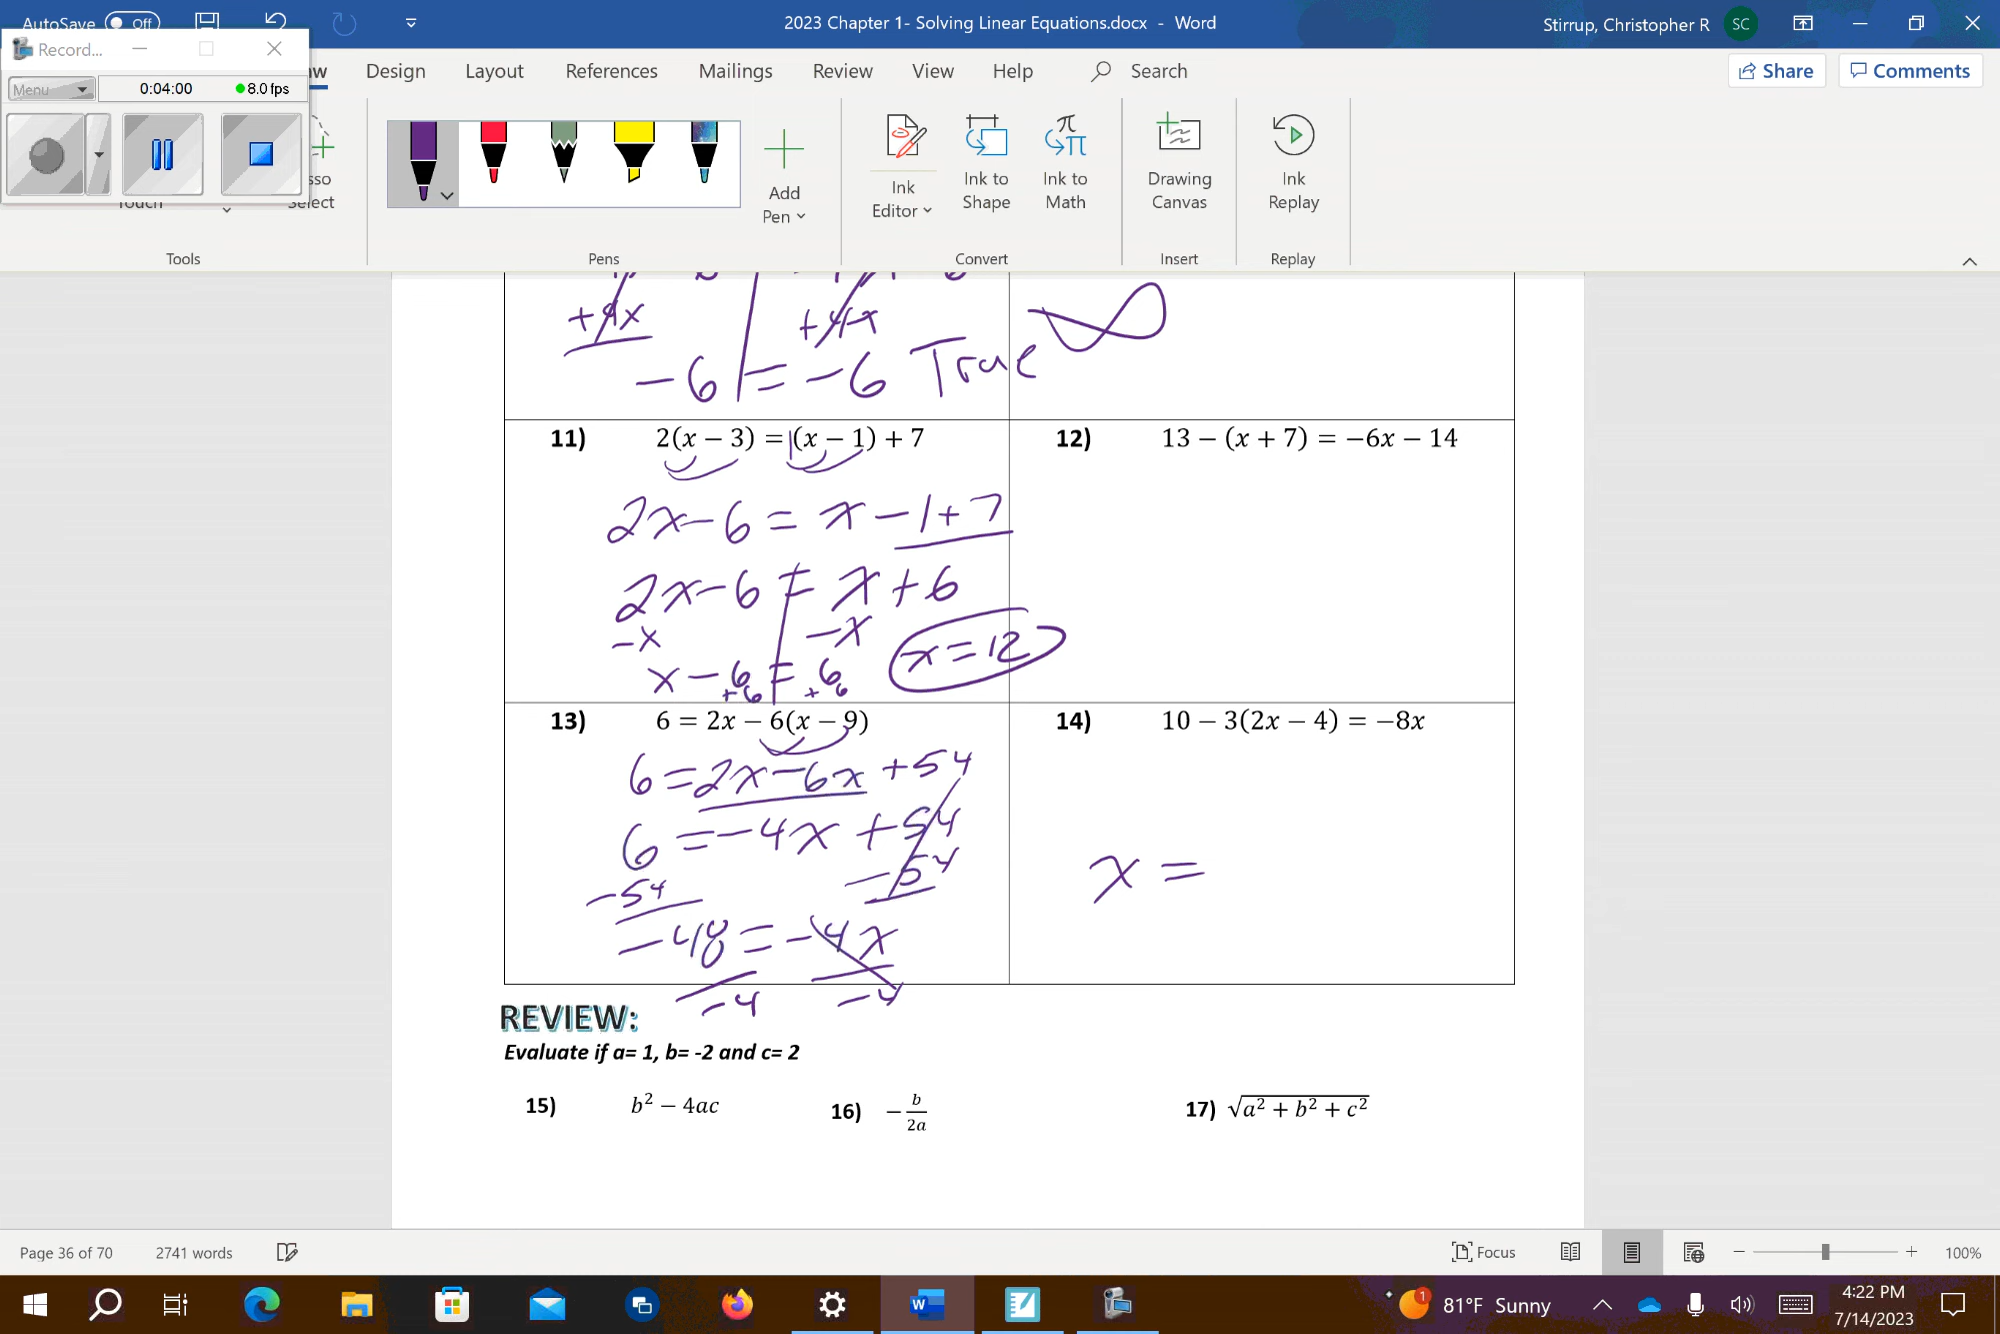 AutoSave Off
2023 Chapter 1- Solving Linear Equations.docx - Word
Stirrup, Christopher R SC
Record...
Menu 0:04:00 8.0 fps
Design Layout References Mailings Review View Help Search
Share Comments
Touch
Select
Add Pen
Ink Editor
Ink to Shape
Ink to Math
Drawing Canvas
Ink Replay
Tools Pens Convert Insert Replay
+4x +4x
-6 = -6 True ∞
11) 2(x − 3) = 1(x − 1) + 7
2x-6 = x-1+7
2x-6 = x+6
-x -x
x-6 = 6
+6 +6
x=12
12) 13 − (x + 7) = −6x − 14
13) 6 = 2x − 6(x − 9)
6=2x-6x+54
6=-4x+54
-54 -54
-48=-4x
-4 -4
14) 10 − 3(2x − 4) = −8x
x =
REVIEW:
Evaluate if a= 1, b= -2 and c= 2
15) b² − 4ac
16) − b/2a
17) √a² + b² + c²
Page 36 of 70 2741 words
Focus 100%
1 81°F Sunny
4:22 PM
7/14/2023